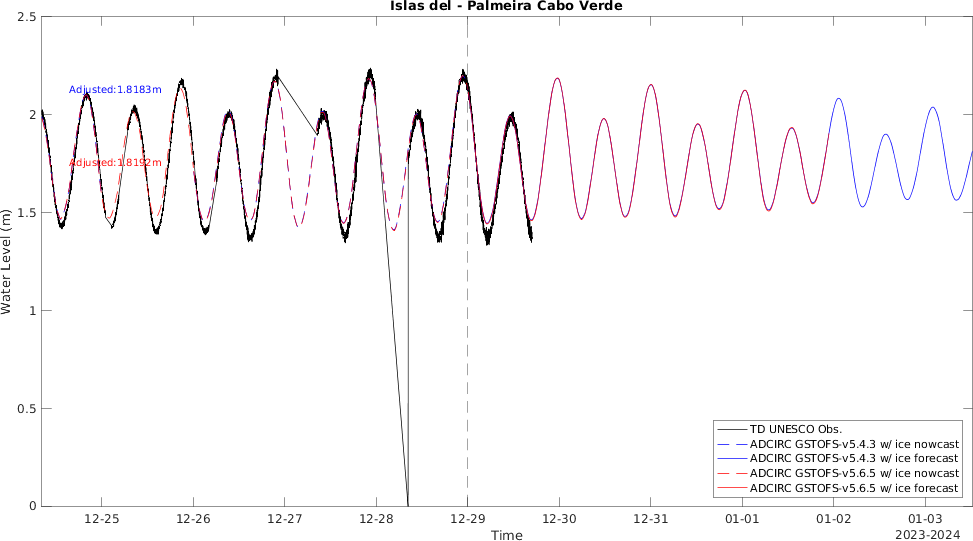 Islas del - Palmeira Cabo Verde
2.5
Adjusted:1.8183m
2
Adjusted:1.8192m
1.5
Water Level (m)
1
0.5
TD UNESCO Obs.
ADCIRC GSTOFS-v5.4.3 w/ ice nowcast
ADCIRC GSTOFS-v5.4.3 w/ ice forecast
ADCIRC GSTOFS-v5.6.5 w/ ice nowcast
ADCIRC GSTOFS-v5.6.5 w/ ice forecast
0
12-25 12-26 12-27 12-28 12-29 12-30 12-31 01-01 01-02 01-03
Time
2023-2024